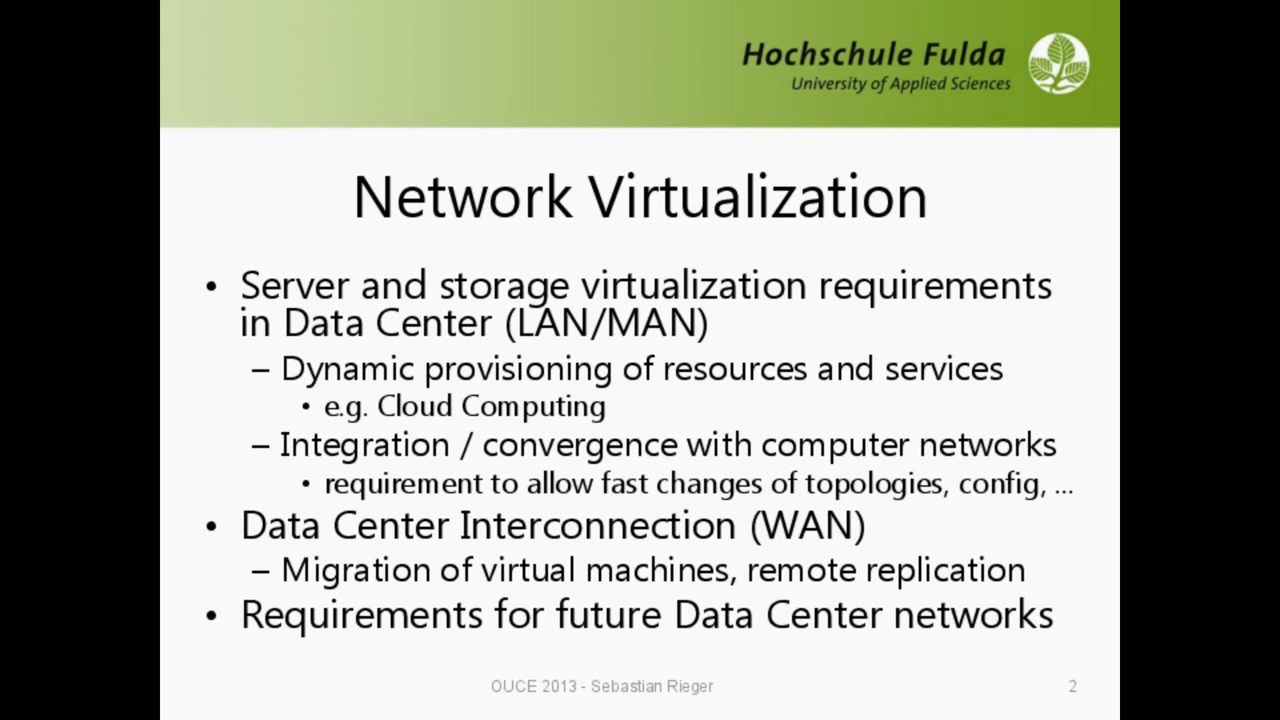 Hochschule Fulda
University of Applied Sciences
Network Virtualization
• Server and storage virtualization requirements
in Data Center (LAN/MAN)
– Dynamic provisioning of resources and services
• e.g. Cloud Computing
– Integration / convergence with computer networks
• requirement to allow fast changes of topologies, config, ...
• Data Center Interconnection (WAN)
– Migration of virtual machines, remote replication
• Requirements for future Data Center networks
OUCE 2013 - Sebastian Rieger
2